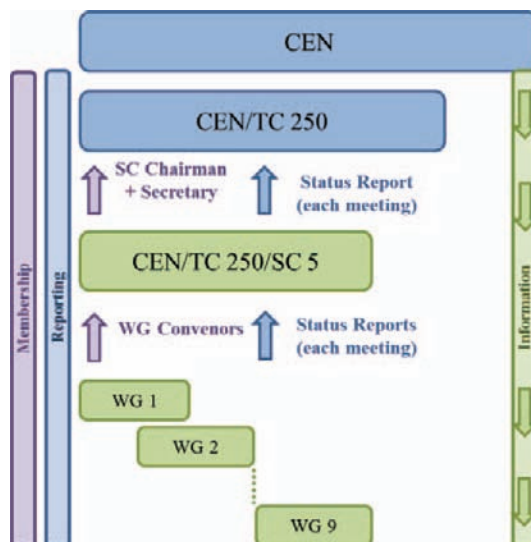 CEN
CEN/TC 250
SC Chairman
+ Secretary
Status Report
(each meeting)
CEN/TC 250/SC 5
WG Convenors
Status Reports
(each meeting)
WG 1
WG 2
WG 9
Membership
Reporting
Information